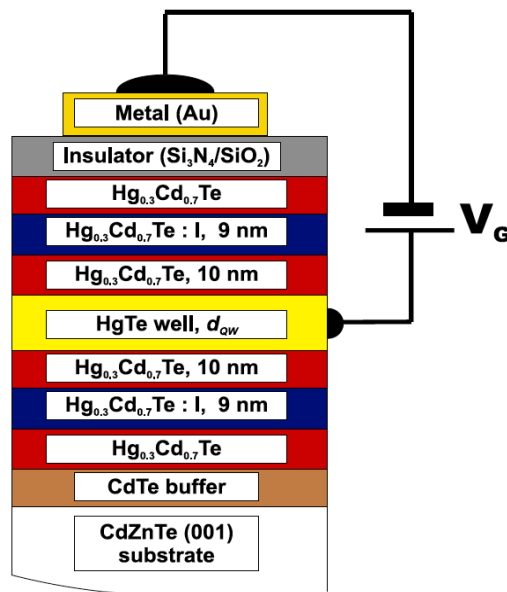 Metal (Au)
Insulator (Si₃N₄/SiO₂)
Hg₀.₃Cd₀.₇Te
Hg₀.₃Cd₀.₇Te : I, 9 nm
Hg₀.₃Cd₀.₇Te, 10 nm
HgTe well, d_QW
Hg₀.₃Cd₀.₇Te, 10 nm
Hg₀.₃Cd₀.₇Te : I, 9 nm
Hg₀.₃Cd₀.₇Te
CdTe buffer
CdZnTe (001)
substrate
V_G